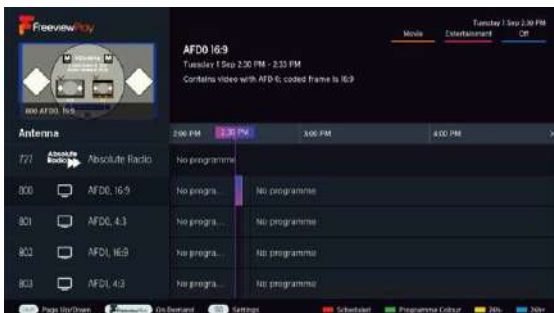 FreeviewPlay
Tuesday 1 Sep 2:30 PM
Movie Entertainment Off
AFD0 16:9
Tuesday 1 Sep 2:30 PM - 2:33 PM
Contains video with AFD 0; coded frame is 16:9
800 AFD0, 16:9
Antenna 2:00 PM 2:30 PM 3:00 PM 4:00 PM
727 Absolute Radio Absolute Radio No programme
800 AFD0, 16:9 No progra... No programme
801 AFD0, 4:3 No progra... No programme
802 AFD1, 16:9 No progra... No programme
803 AFD1, 4:3 No progra... No programme
Page Up/Down On Demand Settings Scheduler Programme Colour